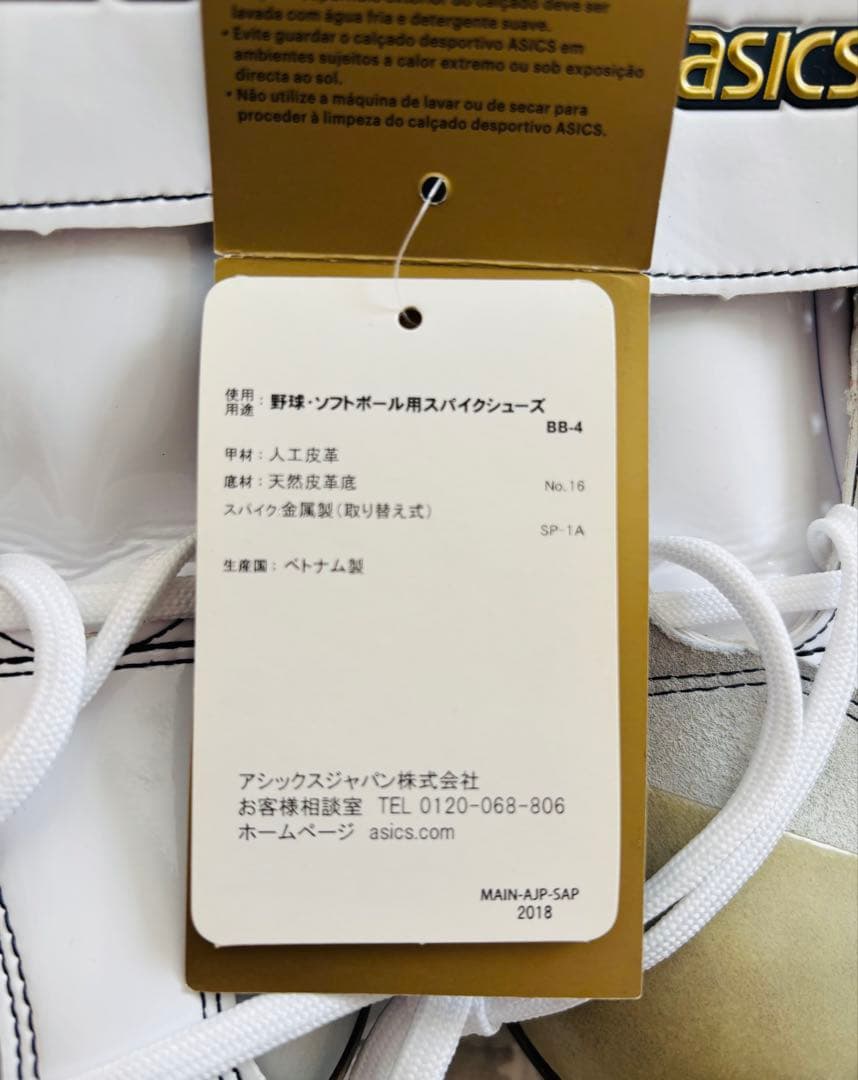 exterior do calçado deve ser
lavada com água fria e detergente suave.
• Evite guardar o calçado desportivo ASICS em
ambientes sujeitos a calor extremo ou sob exposição
directa ao sol.
• Não utilize a máquina de lavar ou de secar para
proceder à limpeza do calçado desportivo ASICS.
asics
使用
用途 : 野球・ソフトボール用スパイクシューズ
BB-4
甲材 : 人工皮革
底材 : 天然皮革底 No.16
スパイク:金属製(取り替え式)
SP-1A
生産国 : ベトナム製
アシックスジャパン株式会社
お客様相談室 TEL 0120-068-806
ホームページ asics.com
MAIN-AJP-SAP
2018